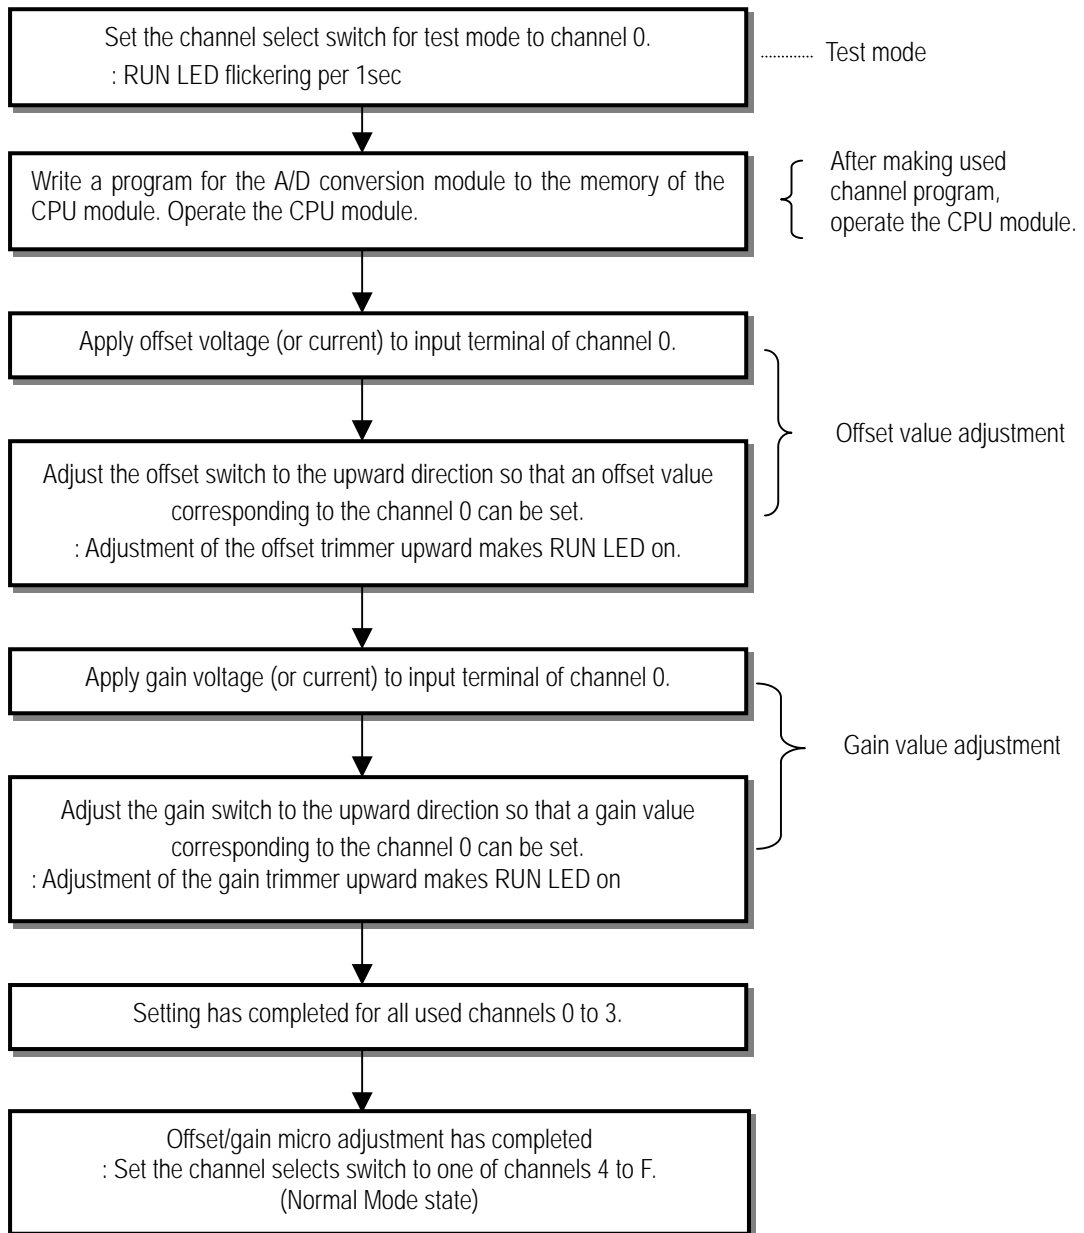 Set the channel select switch for test mode to channel 0.
: RUN LED flickering per 1sec
Test mode
Write a program for the A/D conversion module to the memory of the
CPU module. Operate the CPU module.
After making used
channel program,
operate the CPU module.
Apply offset voltage (or current) to input terminal of channel 0.
Adjust the offset switch to the upward direction so that an offset value
corresponding to the channel 0 can be set.
: Adjustment of the offset trimmer upward makes RUN LED on.
Offset value adjustment
Apply gain voltage (or current) to input terminal of channel 0.
Adjust the gain switch to the upward direction so that a gain value
corresponding to the channel 0 can be set.
: Adjustment of the gain trimmer upward makes RUN LED on
Gain value adjustment
Setting has completed for all used channels 0 to 3.
Offset/gain micro adjustment has completed
: Set the channel selects switch to one of channels 4 to F.
(Normal Mode state)